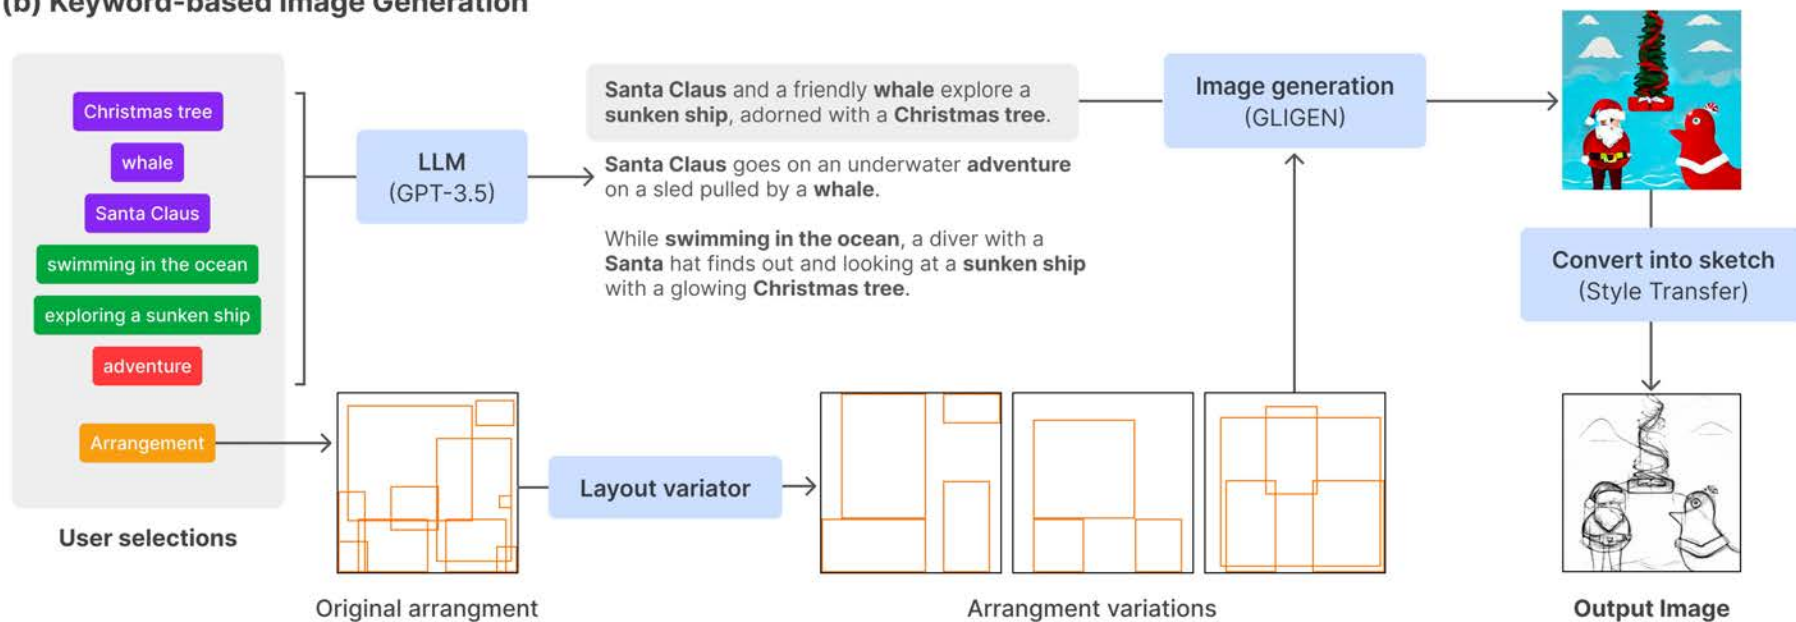 (b) Keyword-based Image Generation
Christmas tree
whale
Santa Claus
swimming in the ocean
exploring a sunken ship
adventure
Arrangement
User selections
LLM
(GPT-3.5)
Santa Claus and a friendly whale explore a
sunken ship, adorned with a Christmas tree.
Santa Claus goes on an underwater adventure
on a sled pulled by a whale.
While swimming in the ocean, a diver with a
Santa hat finds out and looking at a sunken ship
with a glowing Christmas tree.
Original arrangment
Layout variator
Arrangment variations
Image generation
(GLIGEN)
Convert into sketch
(Style Transfer)
Output Image